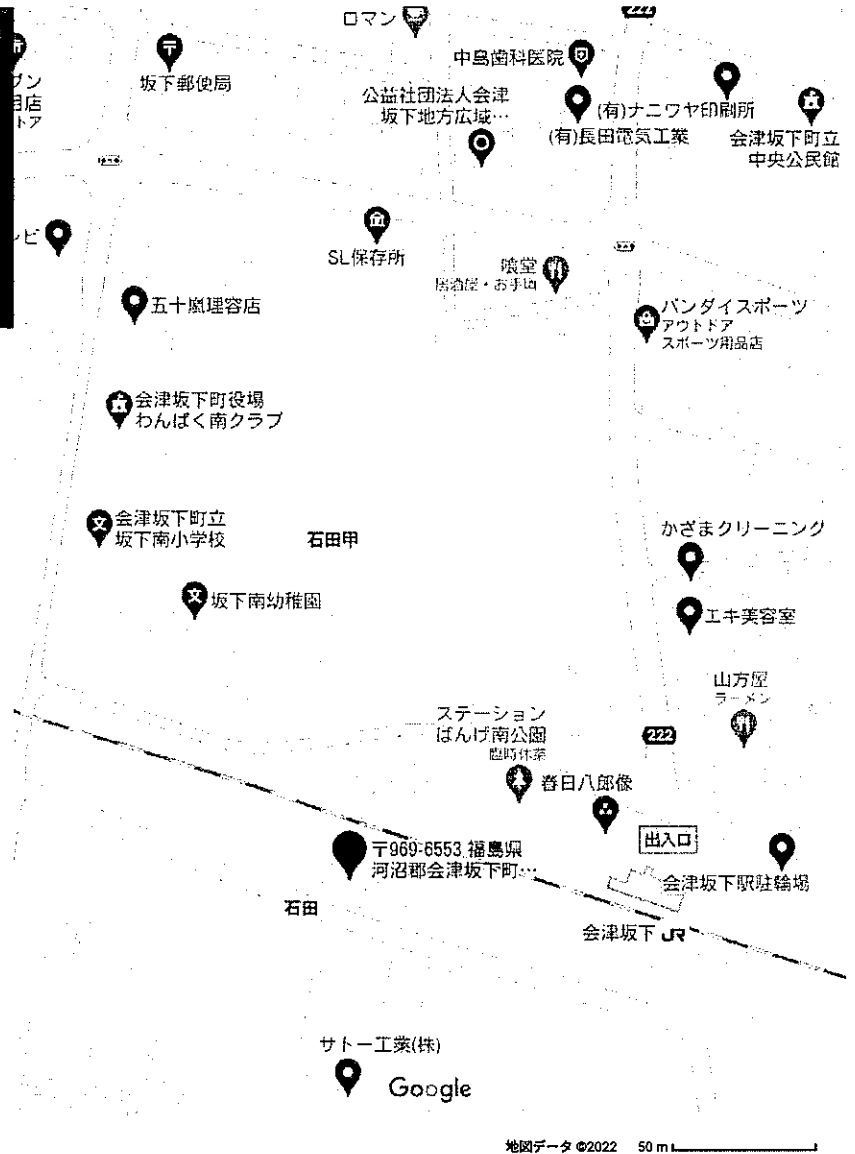 ロマン
222
中島歯科医院
坂下郵便局
公益社団法人会津
坂下地方広域…
(有)ナニワヤ印刷所
(有)長田電気工業
会津坂下町立
中央公民館
SL保存所
居酒屋・お手頃
五十嵐理容店
バンダイスポーツ
アウトドア
スポーツ用品店
会津坂下町役場
わんぱく南クラブ
会津坂下町立
坂下南小学校
石田甲
かざまクリーニング
坂下南幼稚園
エキ美容室
山方屋
ラーメン
ステーション
ばんげ南公園
臨時休業
222
春日八郎像
出入口
〒969-6553 福島県
河沼郡会津坂下町…
会津坂下駅駐輪場
石田
会津坂下 JR
サトー工業(株)
Google
地図データ ©2022 50 m